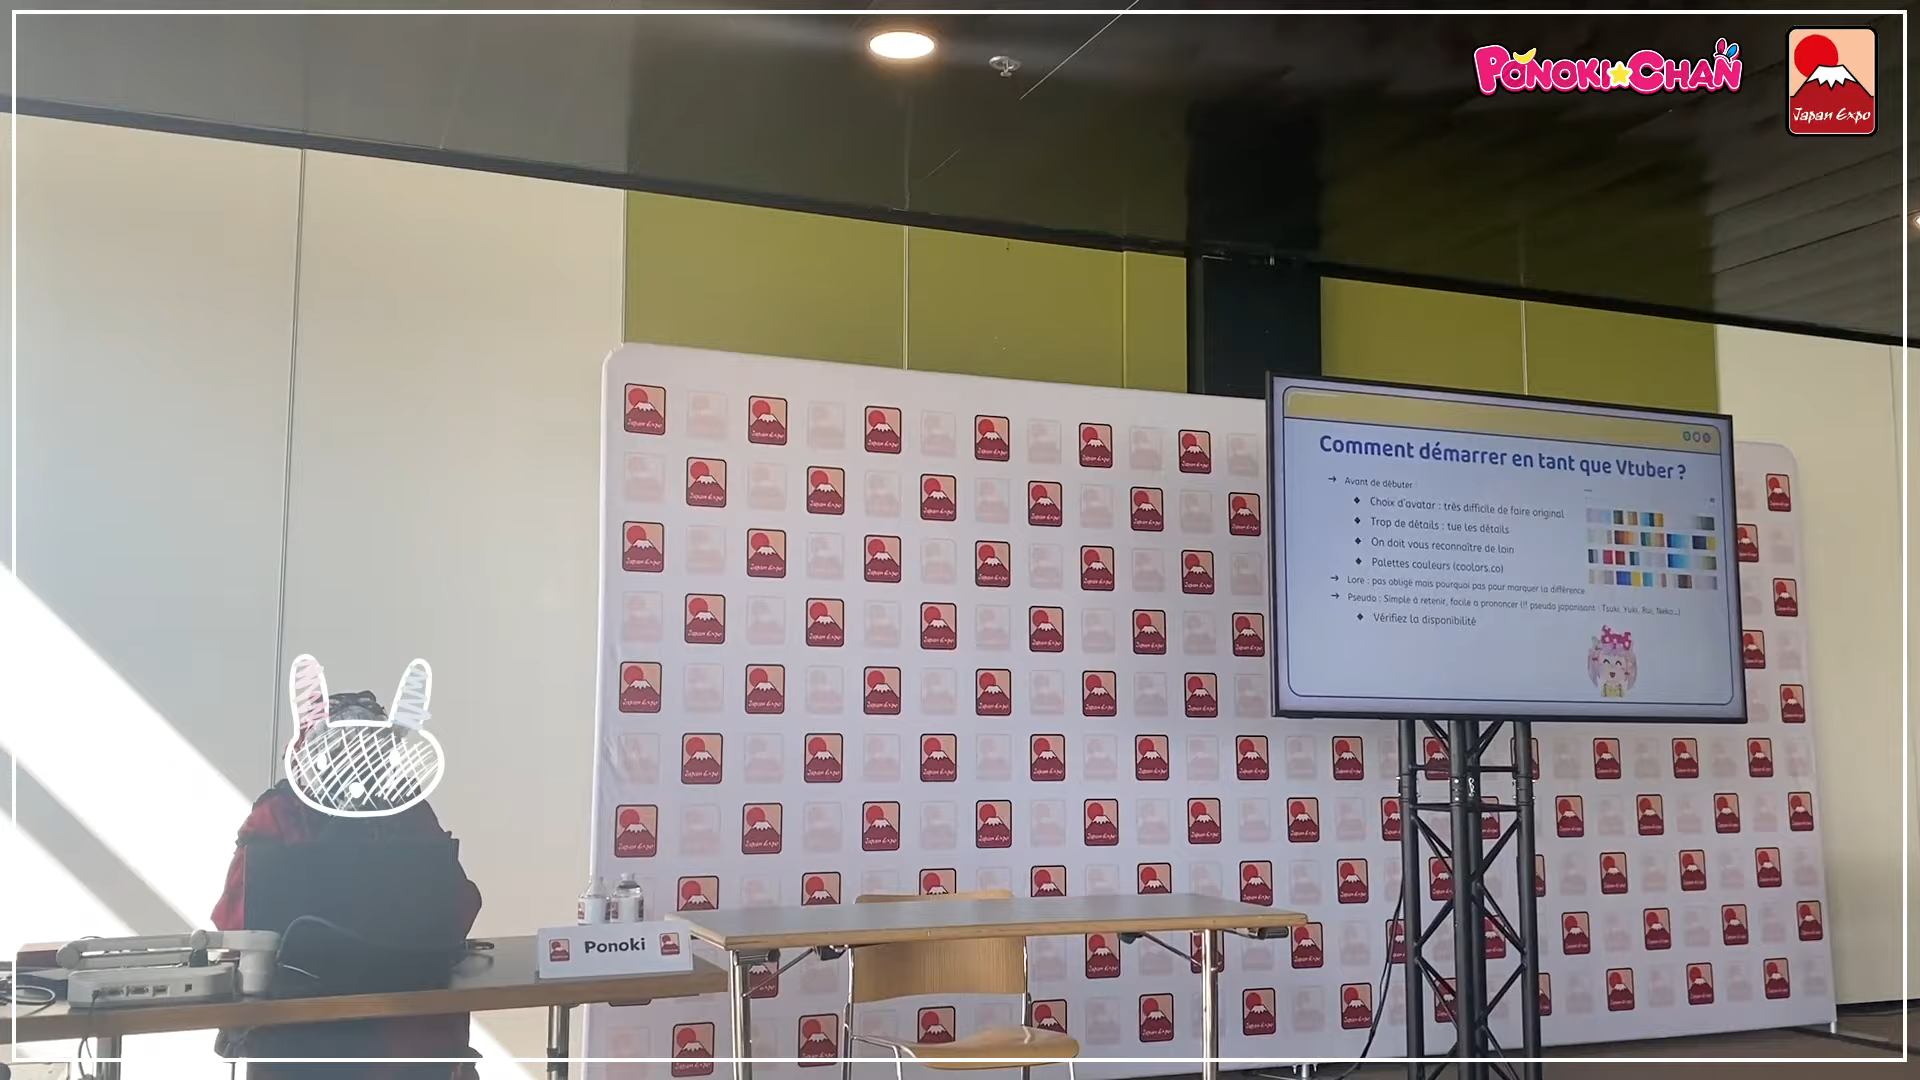 PONOKI CHAN
Japan Expo
Comment démarrer en tant que Vtuber ?
Avant de débuter :
Choix d'avatar : très difficile de faire original
Trop de détails : tue les détails
On doit vous reconnaître de loin
Palettes couleurs (coolors.co)
Lore : pas obligé mais pourquoi pas pour marquer la différence
Pseudo : Simple à retenir, facile a prononcer (!! pseudo japonisant : Tsuki, Yuki, Rui, Neko...)
Vérifiez la disponibilité
Ponoki